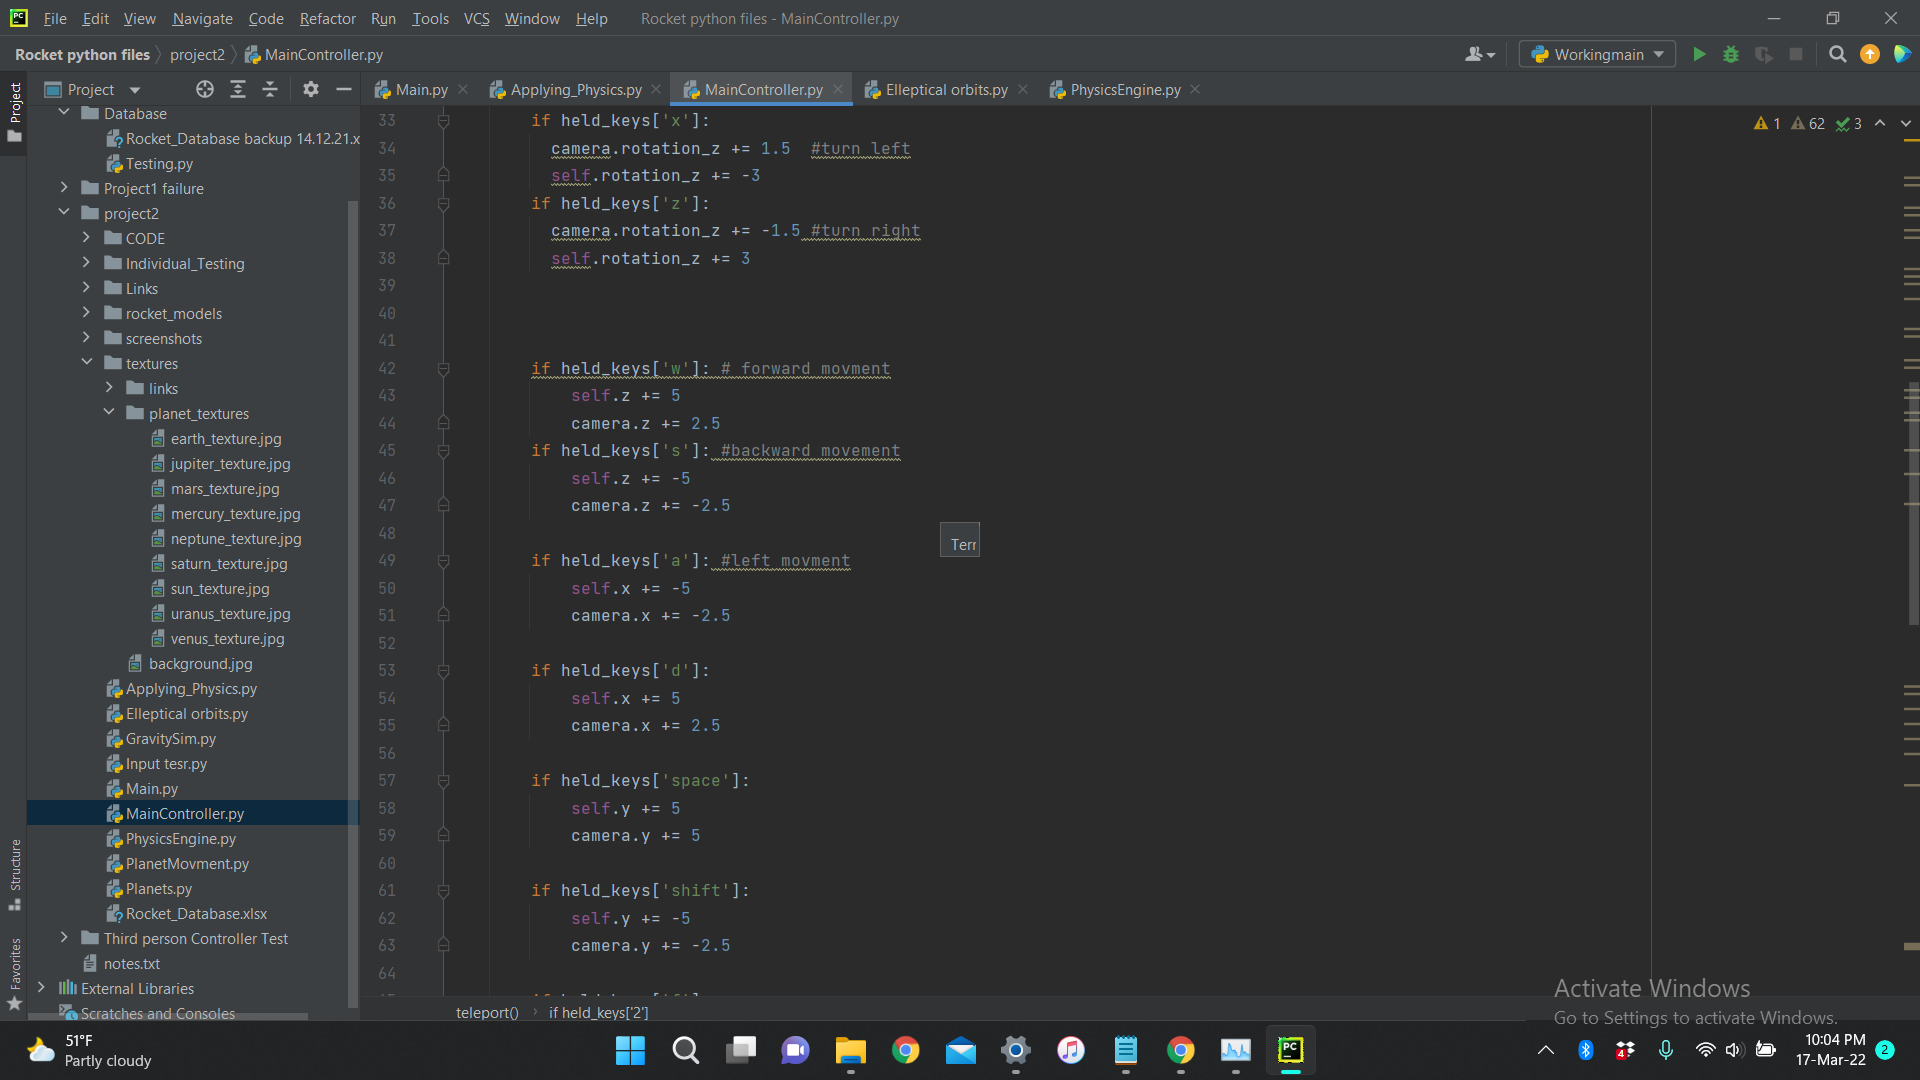 File Edit View Navigate Code Refactor Run Tools VCS Window Help Rocket python files - MainController.py
Rocket python files project2 MainController.py
Workingmain
Project
Project
Main.py Applying_Physics.py MainController.py Elleptical orbits.py PhysicsEngine.py
1 62 3
Database
Rocket_Database backup 14.12.21.x
Testing.py
Project1 failure
project2
CODE
Individual_Testing
Links
rocket_models
screenshots
textures
links
planet_textures
earth_texture.jpg
jupiter_texture.jpg
mars_texture.jpg
mercury_texture.jpg
neptune_texture.jpg
saturn_texture.jpg
sun_texture.jpg
uranus_texture.jpg
venus_texture.jpg
background.jpg
Applying_Physics.py
Elleptical orbits.py
GravitySim.py
Input tesr.py
Main.py
MainController.py
PhysicsEngine.py
PlanetMovment.py
Planets.py
Rocket_Database.xlsx
Third person Controller Test
notes.txt
External Libraries
Scratches and Consoles
Structure
Favorites
33 if held_keys['x']:
34 camera.rotation_z += 1.5 #turn left
35 self.rotation_z += -3
36 if held_keys['z']:
37 camera.rotation_z += -1.5 #turn right
38 self.rotation_z += 3
39
40
41
42 if held_keys['w']: # forward movment
43 self.z += 5
44 camera.z += 2.5
45 if held_keys['s']: #backward movement
46 self.z += -5
47 camera.z += -2.5
48
49 if held_keys['a']: #left movment
50 self.x += -5
51 camera.x += -2.5
52
53 if held_keys['d']:
54 self.x += 5
55 camera.x += 2.5
56
57 if held_keys['space']:
58 self.y += 5
59 camera.y += 5
60
61 if held_keys['shift']:
62 self.y += -5
63 camera.y += -2.5
64
Terr
teleport() if held_keys['2']
Activate Windows
Go to Settings to activate Windows.
51°F
Partly cloudy
PC
4
10:04 PM
17-Mar-22
2